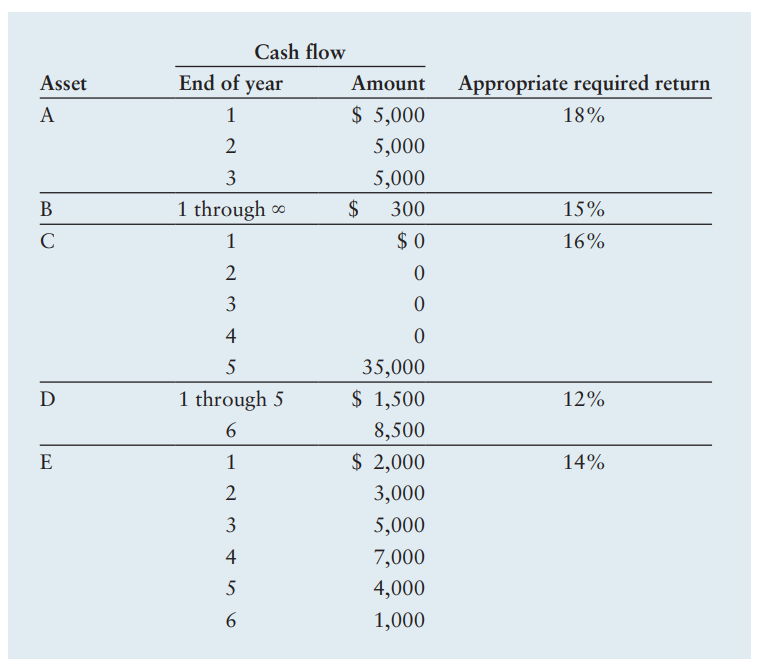 Cash flow
Asset End of year Amount Appropriate required return
A 1 $ 5,000 18%
2 5,000
3 5,000
B 1 through ∞ $ 300 15%
C 1 $ 0 16%
2 0
3 0
4 0
5 35,000
D 1 through 5 $ 1,500 12%
6 8,500
E 1 $ 2,000 14%
2 3,000
3 5,000
4 7,000
5 4,000
6 1,000